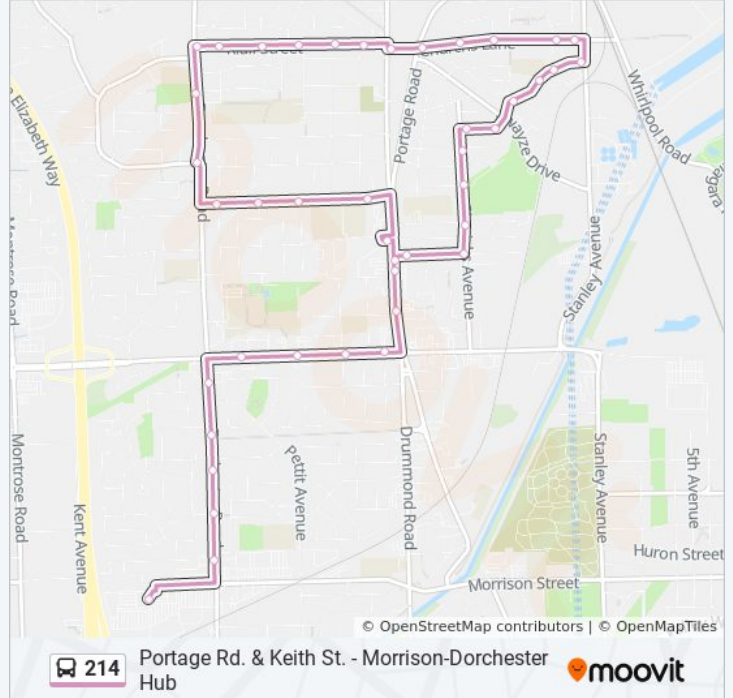 Churchs Lane
Portage Road
Whirlpool Road
Elizabeth Way
Drive
Montrose Road
Stanley Avenue
Avenue
Montrose Road
Kent Avenue
Pettit Avenue
Drummond Road
Stanley Avenue
5th Avenue
Huron Street
Morrison Street
© OpenStreetMap contributors | © OpenMapTiles
214
Portage Rd. & Keith St. - Morrison-Dorchester
Hub
moovit